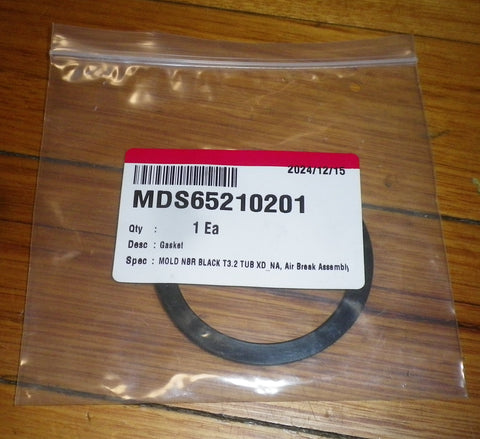 2024/12/15
MDS65210201
Qty : 1 Ea
Desc : Gasket
Spec : MOLD NBR BLACK T3.2 TUB XD_NA, Air Break Assembly